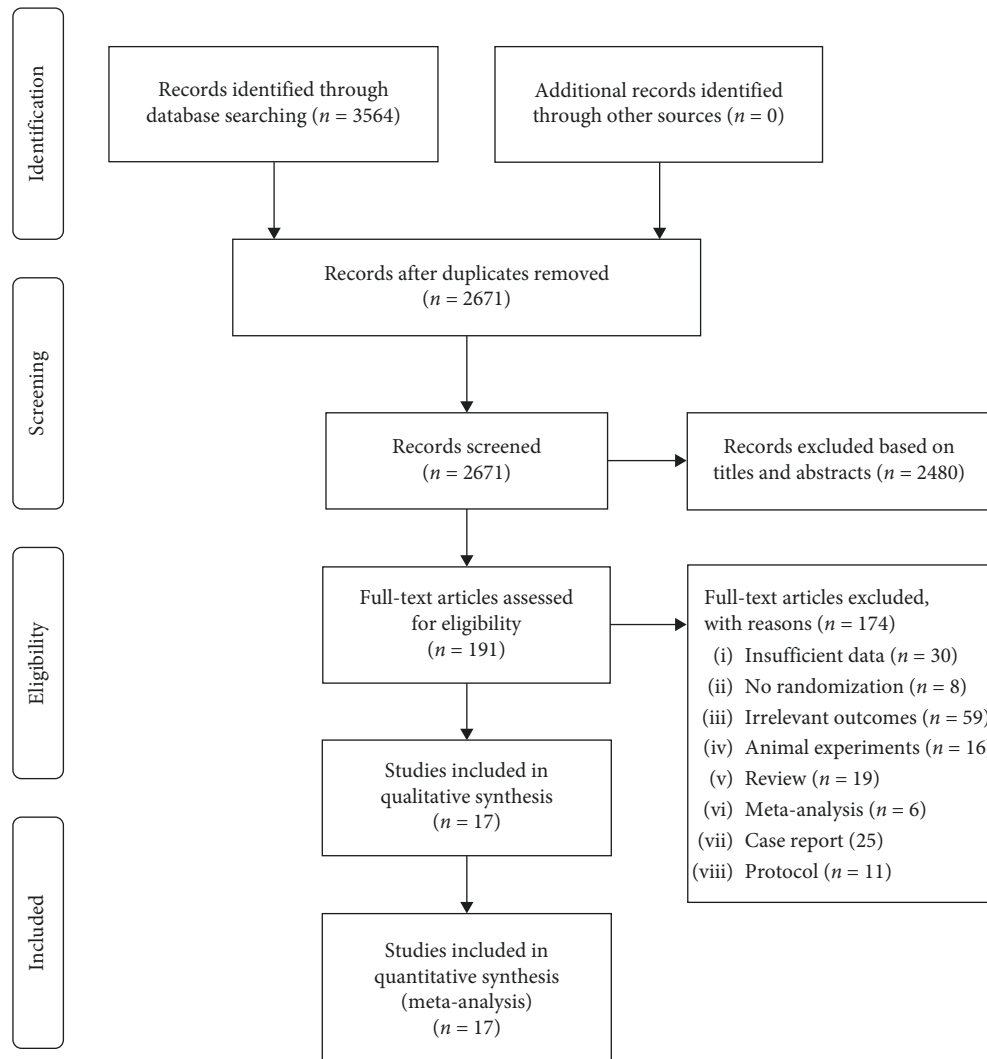 Identification
Records identified through
database searching (n = 3564)
Additional records identified
through other sources (n = 0)
Records after duplicates removed
(n = 2671)
Screening
Records screened
(n = 2671)
Records excluded based on
titles and abstracts (n = 2480)
Eligibility
Full-text articles assessed
for eligibility
(n = 191)
Full-text articles excluded,
with reasons (n = 174)
(i) Insufficient data (n = 30)
(ii) No randomization (n = 8)
(iii) Irrelevant outcomes (n = 59)
(iv) Animal experiments (n = 16)
(v) Review (n = 19)
(vi) Meta-analysis (n = 6)
(vii) Case report (25)
(viii) Protocol (n = 11)
Studies included in
qualitative synthesis
(n = 17)
Included
Studies included in
quantitative synthesis
(meta-analysis)
(n = 17)